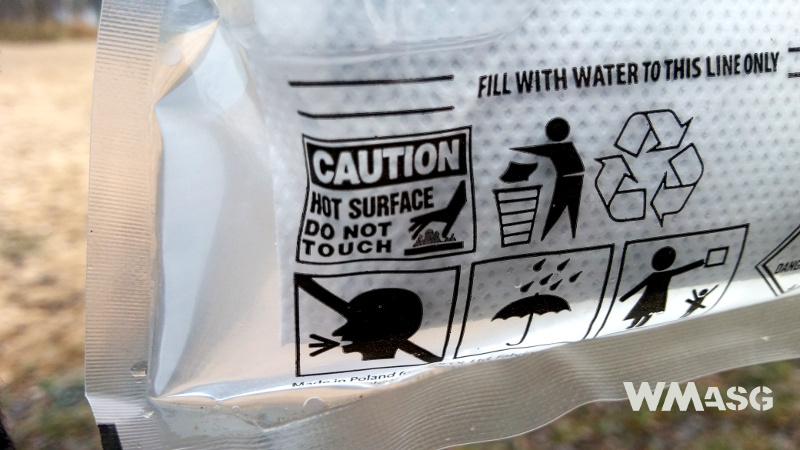 FILL WITH WATER TO THIS LINE ONLY
CAUTION
HOT SURFACE
DO NOT
TOUCH
Made in Poland
WMASG